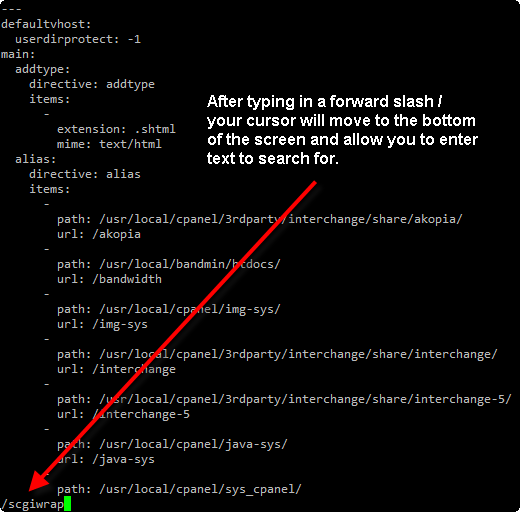 ---
defaultvhost:
  userdirprotect: -1
main:
  addtype:
    directive: addtype
    items:
      -
        extension: .shtml
        mime: text/html
  alias:
    directive: alias
    items:
      -
        path: /usr/local/cpanel/3rdparty/interchange/share/akopia/
        url: /akopia
      -
        path: /usr/local/bandmin/htdocs/
        url: /bandwidth
      -
        path: /usr/local/cpanel/img-sys/
        url: /img-sys
      -
        path: /usr/local/cpanel/3rdparty/interchange/share/interchange/
        url: /interchange
      -
        path: /usr/local/cpanel/3rdparty/interchange/share/interchange-5/
        url: /interchange-5
      -
        path: /usr/local/cpanel/java-sys/
        url: /java-sys
      -
        path: /usr/local/cpanel/sys_cpanel/
/scgiwrap
After typing in a forward slash /
your cursor will move to the bottom
of the screen and allow you to enter
text to search for.